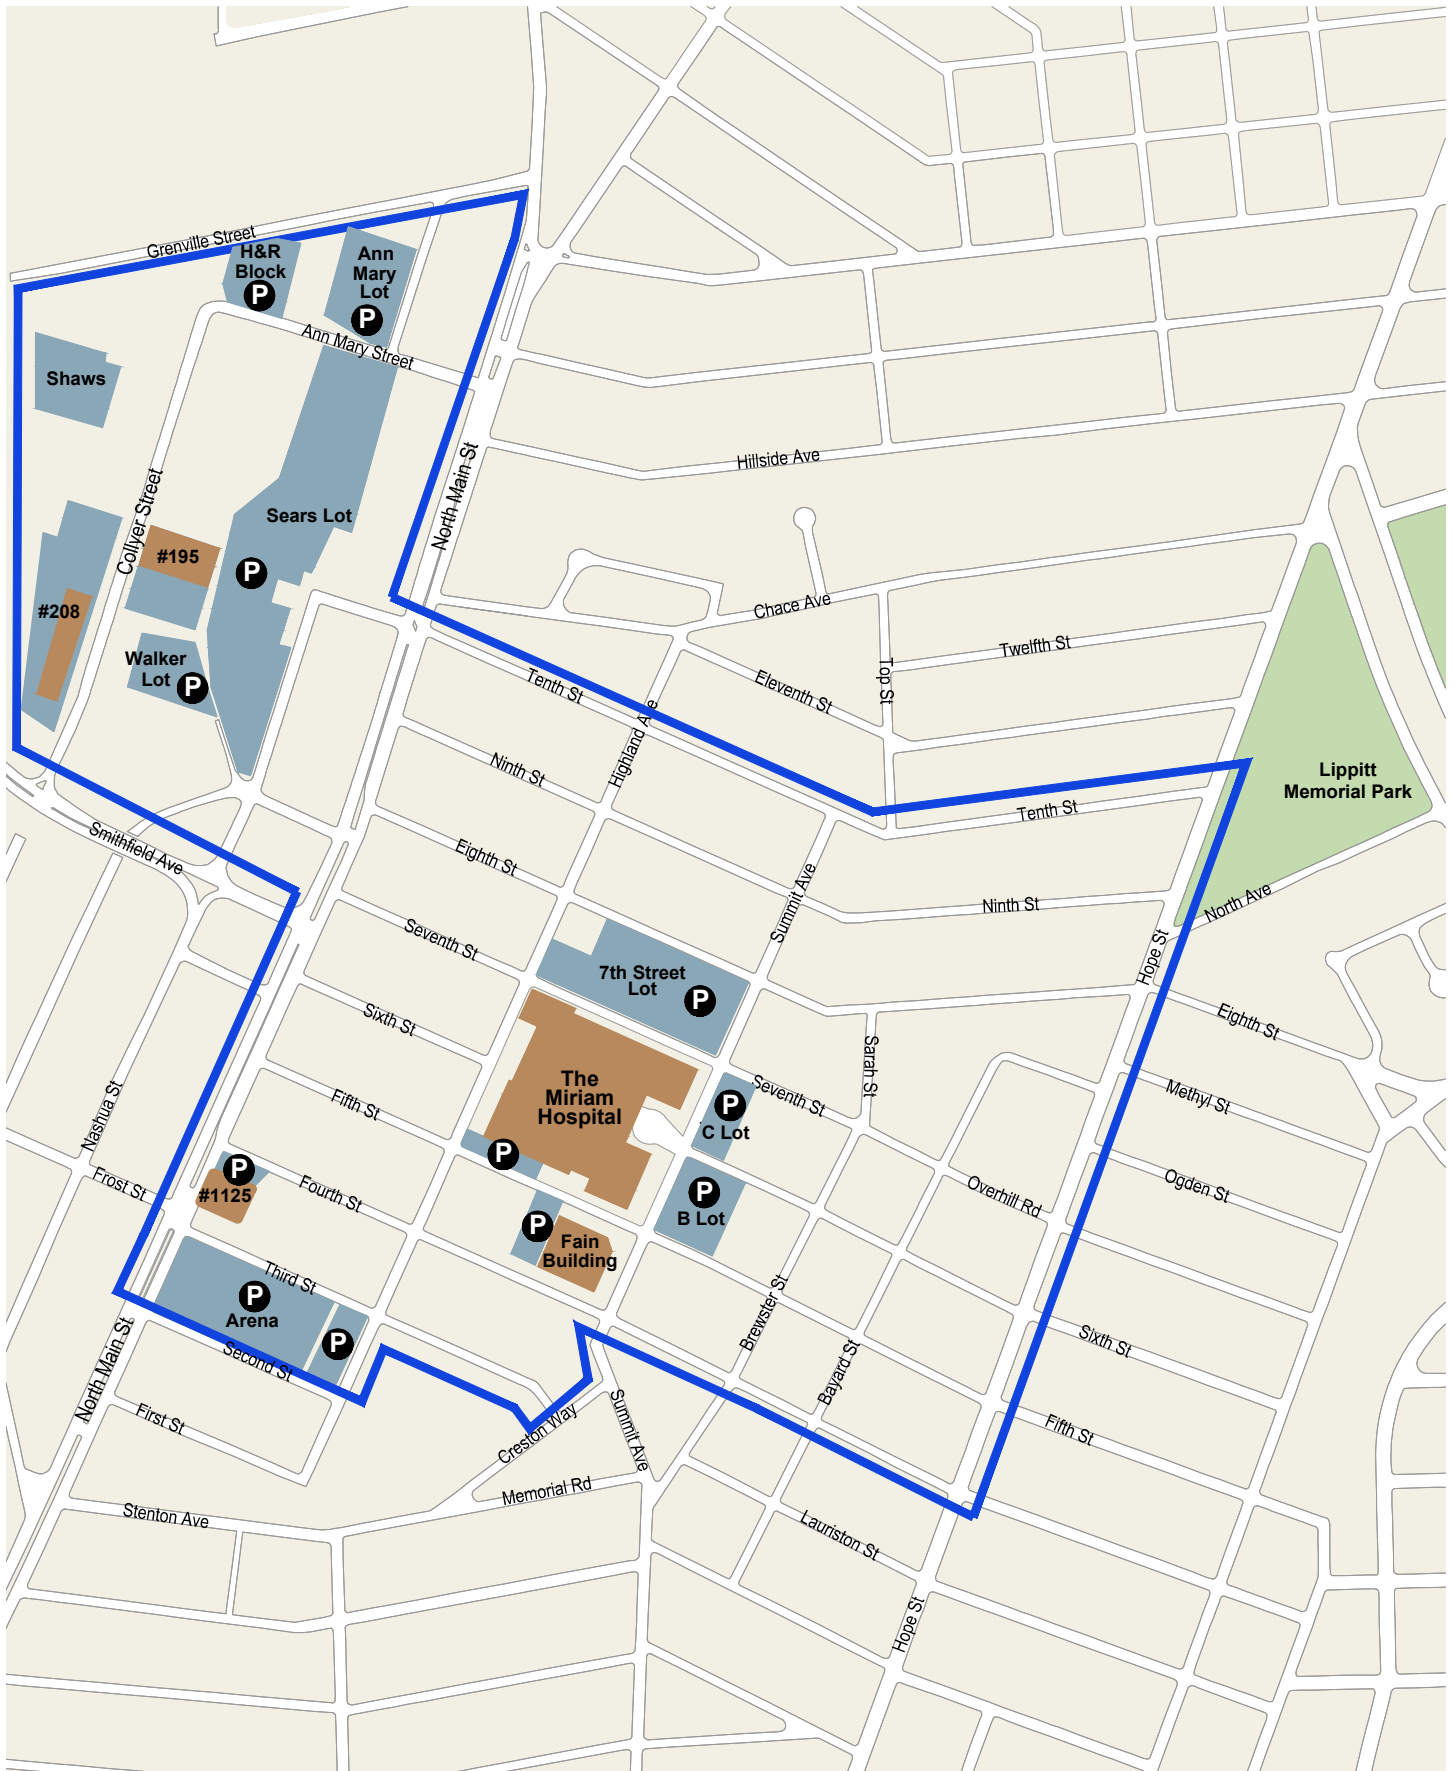 Grenville Street
H&R
Block
P
Ann
Mary
Lot
P
Ann Mary Street
Shaws
Collyer Street
North Main St
Hillside Ave
Sears Lot
P
#195
#208
Walker
Lot
P
Chace Ave
Twelfth St
Top St
Eleventh St
Tenth St
Highland Ave
Ninth St
Lippitt
Memorial Park
Tenth St
Smithfield Ave
Eighth St
Summit Ave
Ninth St
North Ave
Seventh St
Hope St
7th Street
Lot
P
Sixth St
Eighth St
Sarah St
The
Miriam
Hospital
Seventh St
Methyl St
P
C Lot
Nashua St
Fifth St
P
P
#1125
Frost St
Fourth St
P
B Lot
Overhill Rd
Ogden St
P
Fain
Building
Third St
P
Arena
P
Brewster St
Sixth St
North Main St
Second St
Bayard St
First St
Creston Way
Summit Ave
Fifth St
Memorial Rd
Stenton Ave
Lauriston St
Hope St